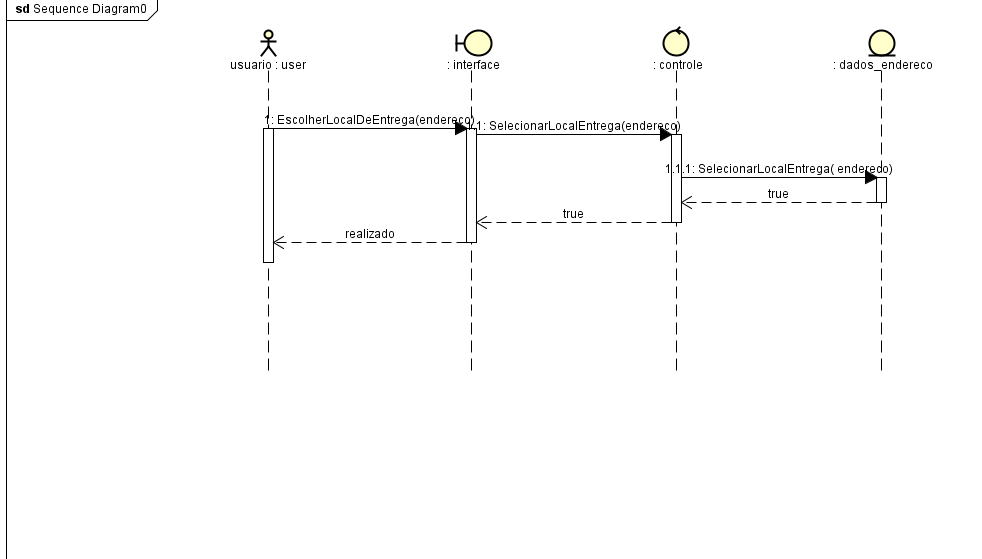 sd Sequence Diagram0
usuario : user
: interface
: controle
: dados_endereco
1: EscolherLocalDeEntrega(endereco)
1.1: SelecionarLocalEntrega(endereco)
1.1.1: SelecionarLocalEntrega( endereco)
true
true
realizado